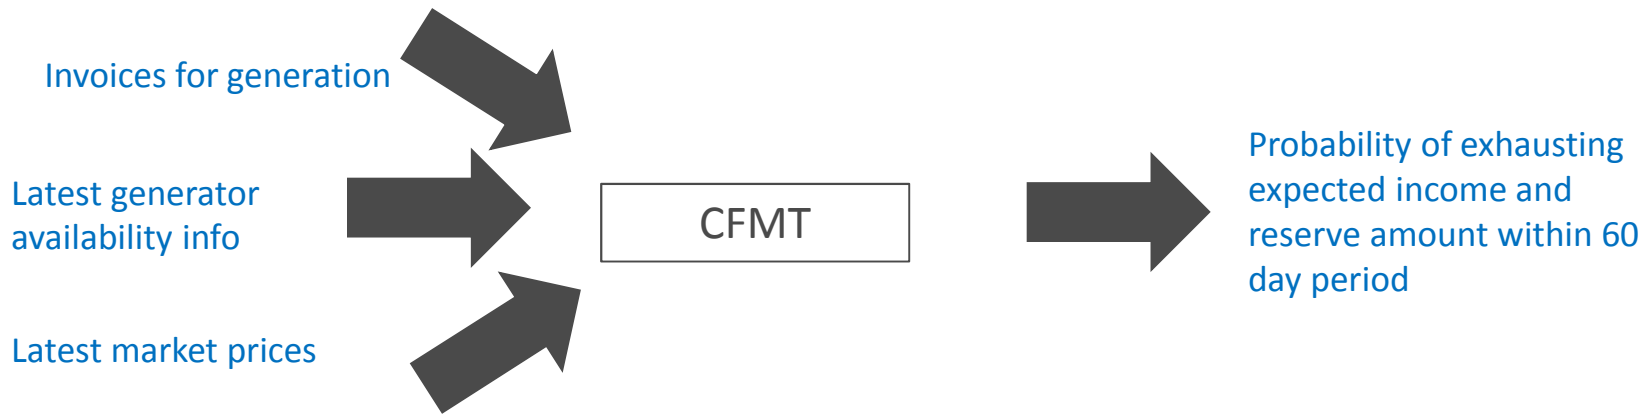 Invoices for generation
Latest generator
availability info
Latest market prices
CFMT
Probability of exhausting
expected income and
reserve amount within 60
day period